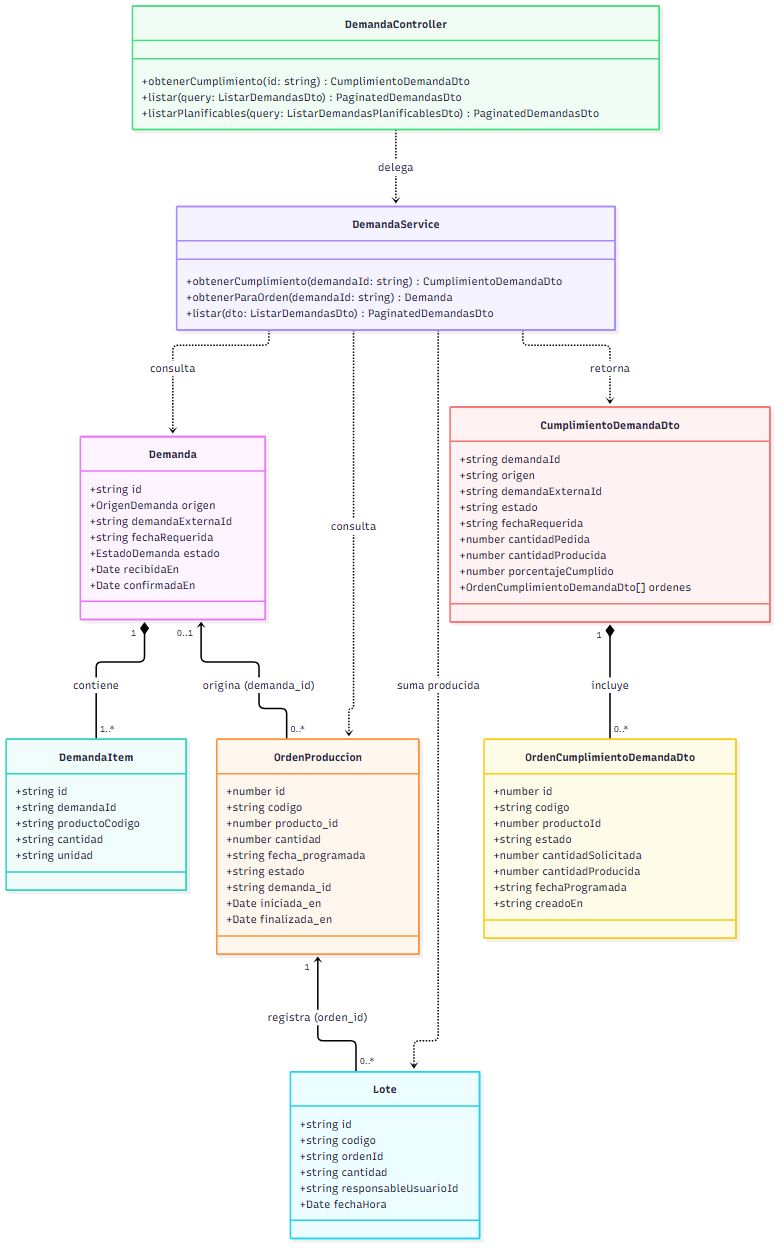 DemandaController
+obtenerCumplimiento(id: string) : CumplimientoDemandaDto
+listar(query: ListarDemandasDto) : PaginatedDemandasDto
+listarPlanificables(query: ListarDemandasPlanificablesDto) : PaginatedDemandasDto
delega
DemandaService
+obtenerCumplimiento(demandaId: string) : CumplimientoDemandaDto
+obtenerParaOrden(demandaId: string) : Demanda
+listar(dto: ListarDemandasDto) : PaginatedDemandasDto
consulta
retorna
consulta
suma producida
Demanda
+string id
+OrigenDemanda origen
+string demandaExternaId
+string fechaRequerida
+EstadoDemanda estado
+Date recibidaEn
+Date confirmadaEn
CumplimientoDemandaDto
+string demandaId
+string origen
+string demandaExternaId
+string estado
+string fechaRequerida
+number cantidadPedida
+number cantidadProducida
+number porcentajeCumplido
+OrdenCumplimientoDemandaDto[] ordenes
1
0..1
1
contiene
origina (demanda_id)
incluye
1..*
0..*
0..*
DemandaItem
+string id
+string demandaId
+string productoCodigo
+string cantidad
+string unidad
OrdenProduccion
+number id
+string codigo
+number producto_id
+number cantidad
+string fecha_programada
+string estado
+string demanda_id
+Date iniciada_en
+Date finalizada_en
OrdenCumplimientoDemandaDto
+number id
+string codigo
+number productoId
+string estado
+number cantidadSolicitada
+number cantidadProducida
+string fechaProgramada
+string creadoEn
1
registra (orden_id)
0..*
Lote
+string id
+string codigo
+string ordenId
+string cantidad
+string responsableUsuarioId
+Date fechaHora